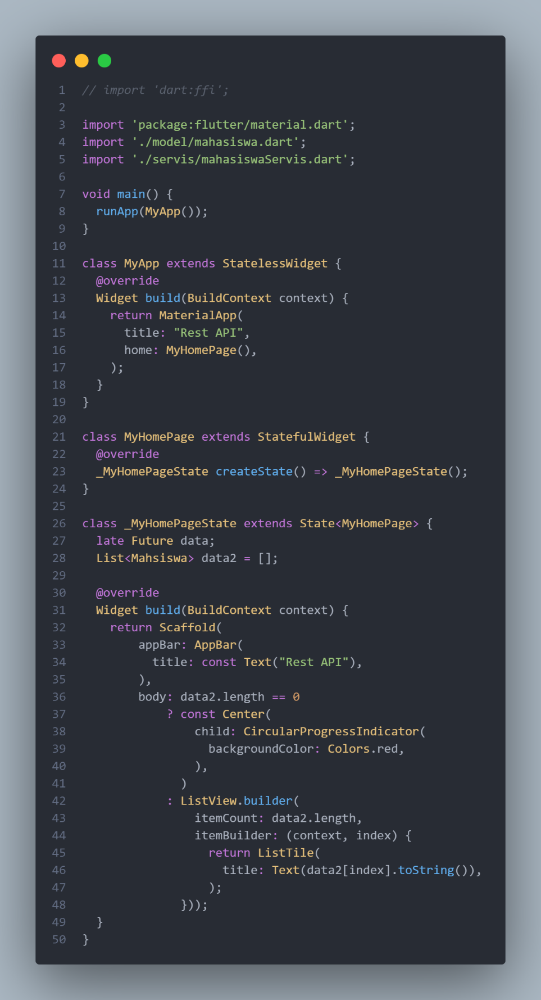 1 // import 'dart:ffi';
2
3 import 'package:flutter/material.dart';
4 import './model/mahasiswa.dart';
5 import './servis/mahasiswaServis.dart';
6
7 void main() {
8   runApp(MyApp());
9 }
10
11 class MyApp extends StatelessWidget {
12   @override
13   Widget build(BuildContext context) {
14     return MaterialApp(
15       title: "Rest API",
16       home: MyHomePage(),
17     );
18   }
19 }
20
21 class MyHomePage extends StatefulWidget {
22   @override
23   _MyHomePageState createState() => _MyHomePageState();
24 }
25
26 class _MyHomePageState extends State<MyHomePage> {
27   late Future data;
28   List<Mahsiswa> data2 = [];
29
30   @override
31   Widget build(BuildContext context) {
32     return Scaffold(
33         appBar: AppBar(
34           title: const Text("Rest API"),
35         ),
36         body: data2.length == 0
37             ? const Center(
38                 child: CircularProgressIndicator(
39                   backgroundColor: Colors.red,
40                 ),
41               )
42             : ListView.builder(
43                 itemCount: data2.length,
44                 itemBuilder: (context, index) {
45                   return ListTile(
46                     title: Text(data2[index].toString()),
47                   );
48               }));
49   }
50 }